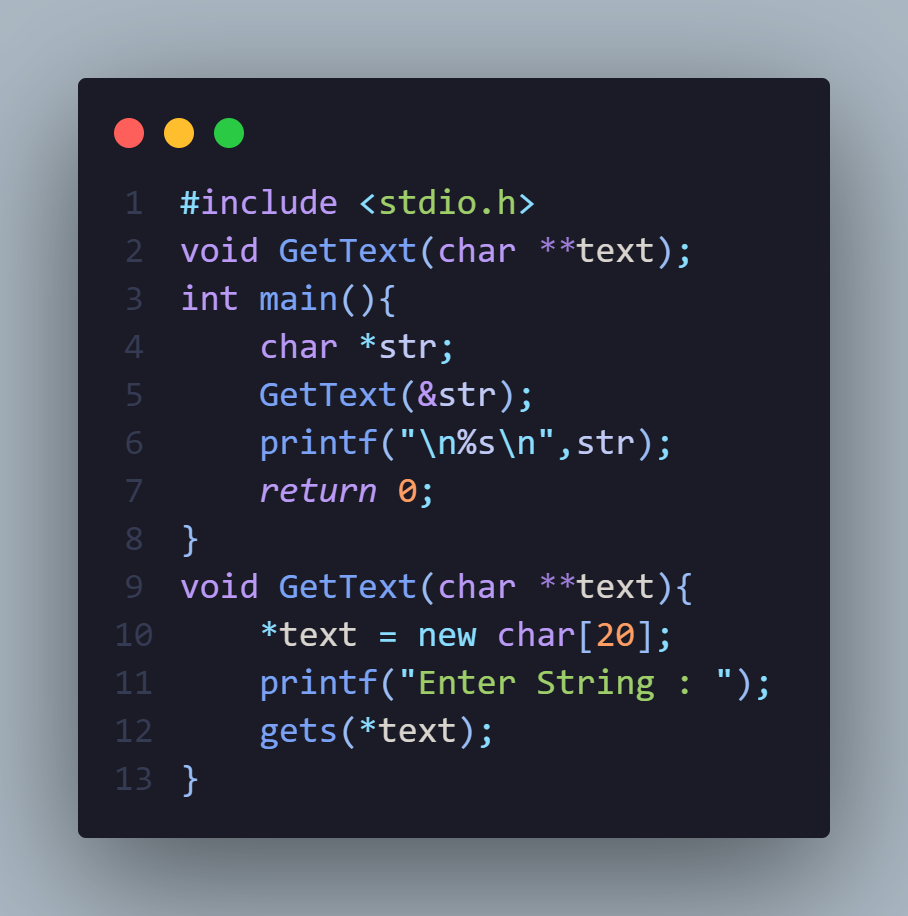 1 #include <stdio.h>
2 void GetText(char **text);
3 int main(){
4     char *str;
5     GetText(&str);
6     printf("\n%s\n",str);
7     return 0;
8 }
9 void GetText(char **text){
10     *text = new char[20];
11     printf("Enter String : ");
12     gets(*text);
13 }